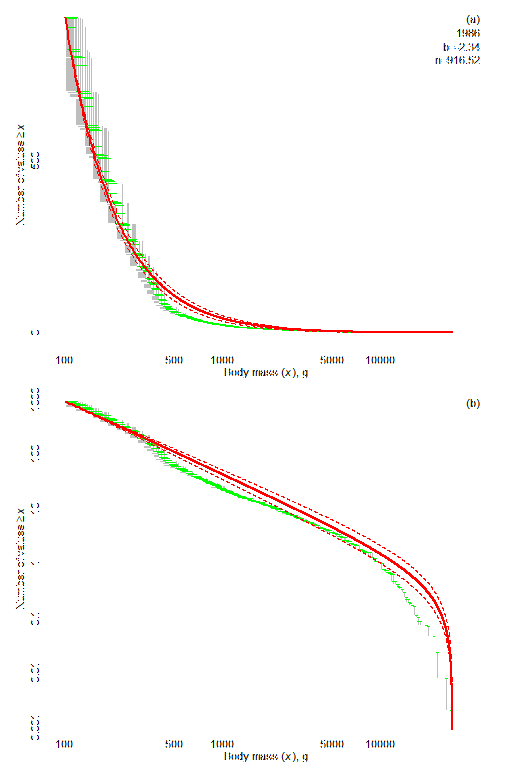 (a)
1986
b
2.34
n
916.52
Number of values ≥ x
500
0
100
500
1000
5000
10000
Body mass (x), g
(b)
Number of values ≥ x
100
500
1000
5000
10000
Body mass (x), g